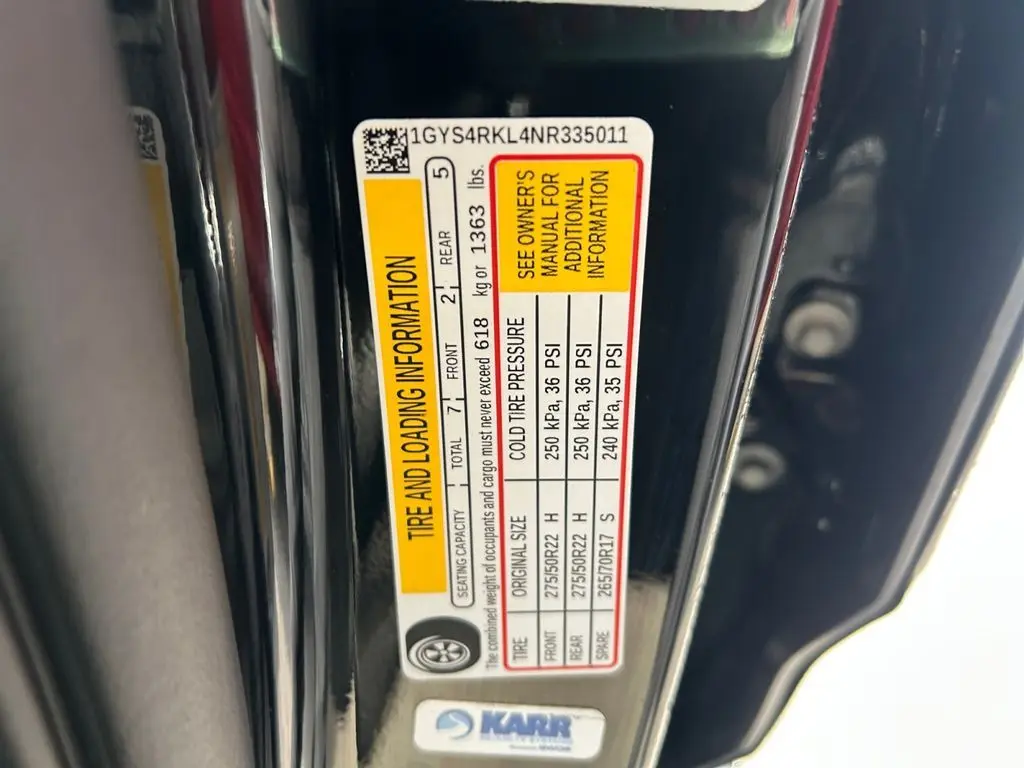 1GYS4RKL4NR335011
TIRE AND LOADING INFORMATION
SEATING CAPACITY TOTAL 7 FRONT 2 REAR 5
The combined weight of occupants and cargo must never exceed 618 kg or 1363 lbs.
TIRE ORIGINAL SIZE COLD TIRE PRESSURE
FRONT 275/50R22 H 250 kPa, 36 PSI
REAR 275/50R22 H 250 kPa, 36 PSI
SPARE 265/70R17 S 240 kPa, 35 PSI
SEE OWNER'S
MANUAL FOR
ADDITIONAL
INFORMATION
KARR